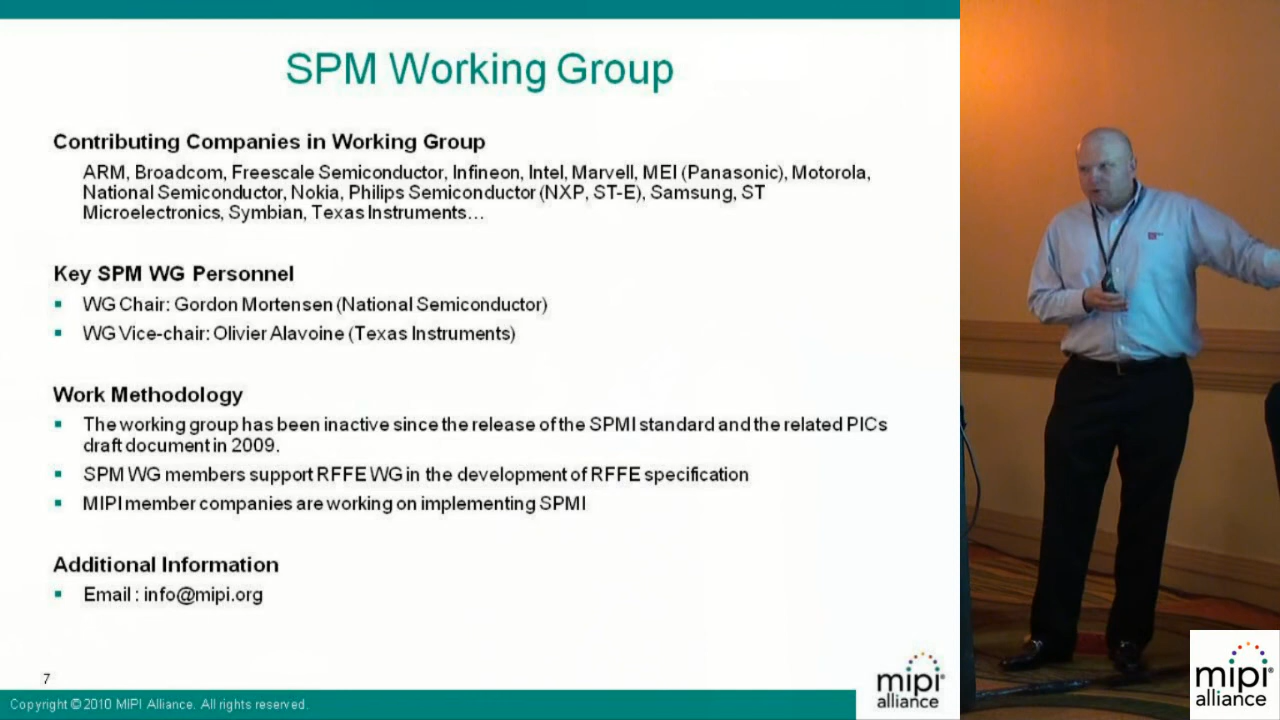 SPM Working Group
Contributing Companies in Working Group
ARM, Broadcom, Freescale Semiconductor, Infineon, Intel, Marvell, MEI (Panasonic), Motorola,
National Semiconductor, Nokia, Philips Semiconductor (NXP, ST-E), Samsung, ST
Microelectronics, Symbian, Texas Instruments…
Key SPM WG Personnel
▪ WG Chair: Gordon Mortensen (National Semiconductor)
▪ WG Vice-chair: Olivier Alavoine (Texas Instruments)
Work Methodology
▪ The working group has been inactive since the release of the SPMI standard and the related PICs
draft document in 2009.
▪ SPM WG members support RFFE WG in the development of RFFE specification
▪ MIPI member companies are working on implementing SPMI
Additional Information
▪ Email : info@mipi.org
7
Copyright © 2010 MIPI Alliance. All rights reserved.
mipi®
alliance
mipi®
alliance